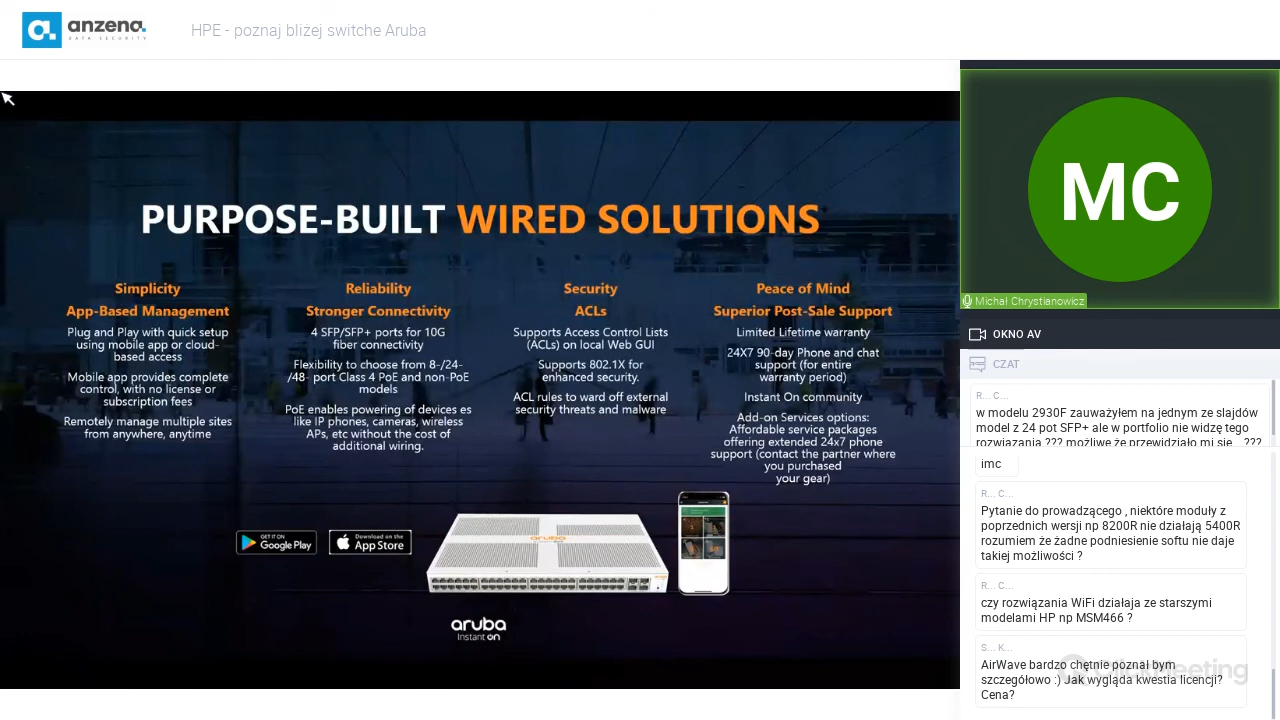 anzena.
DATA SECURITY
HPE - poznaj bliżej switche Aruba
PURPOSE-BUILT WIRED SOLUTIONS
Simplicity
App-Based Management
Plug and Play with quick setup
using mobile app or cloud-
based access
Mobile app provides complete
control, with no license or
subscription fees
Remotely manage multiple sites
from anywhere, anytime
Reliability
Stronger Connectivity
4 SFP/SFP+ ports for 10G
fiber connectivity
Flexibility to choose from 8-/24-
/48- port Class 4 PoE and non-PoE
models
PoE enables powering of devices es
like IP phones, cameras, wireless
APs, etc without the cost of
additional wiring.
Security
ACLs
Supports Access Control Lists
(ACLs) on local Web GUI
Supports 802.1X for
enhanced security.
ACL rules to ward off external
security threats and malware
Peace of Mind
Superior Post-Sale Support
Limited Lifetime warranty
24X7 90-day Phone and chat
support (for entire
warranty period)
Instant On community
Add-on Services options:
Affordable service packages
offering extended 24x7 phone
support (contact the partner where
you purchased
your gear)
GET IT ON
Google Play
Download on the
App Store
aruba
aruba
Instant on
MC
Michał Chrystianowicz
OKNO AV
CZAT
R... C...
w modelu 2930F zauważyłem na jednym ze slajdów
model z 24 pot SFP+ ale w portfolio nie widzę tego
rozwiązania ??? możliwe że przewidziało mi się... ???
imc
R... C...
Pytanie do prowadzącego , niektóre moduły z
poprzednich wersji np 8200R nie działają 5400R
rozumiem że żadne podniesienie softu nie daje
takiej możliwości ?
R... C...
czy rozwiązania WiFi działaja ze starszymi
modelami HP np MSM466 ?
S... K...
AirWave bardzo chętnie poznał bym
szczegółowo :) Jak wygląda kwestia licencji?
Cena?
ClickMeeting